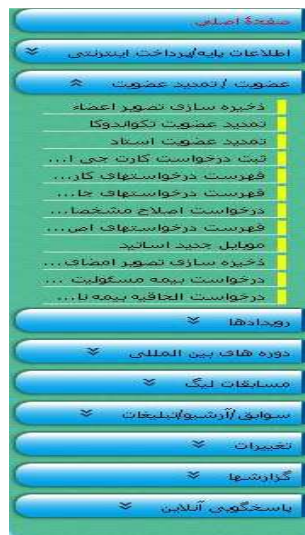 صفحهٔ اصلی
اطلاعات پایه/پرداخت اینترنتی
عضویت / تمدید عضویت
ذخیره سازی تصویر اعضاء
تمدید عضویت تکواندوکا
تمدید عضویت استاد
ثبت درخواست کارت جی ا...
فهرست درخواستهای کار...
فهرست درخواستهای جا...
درخواست اصلاح مشخصا...
فهرست درخواستهای اص...
موبایل جدید اساتید
ذخیره سازی تصویر امضای...
درخواست بیمه مسئولیت ...
درخواست الحاقیه بیمه نا...
رویدادها
دوره های بین المللی
مسابقات لیگ
سوابق/آرشیو/تبلیغات
تغییرات
گزارشها
پاسخگویی آنلاین